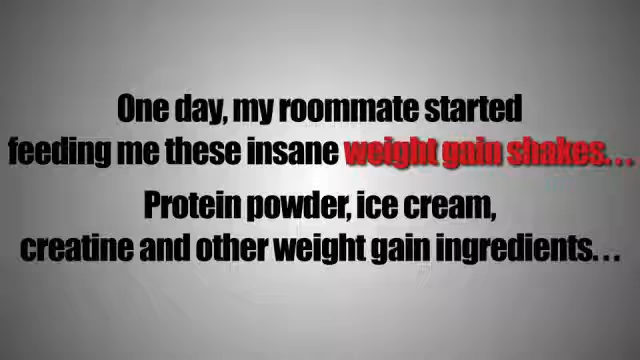 One day, my roommate started
feeding me these insane weight gain shakes. . .
Protein powder, ice cream,
creatine and other weight gain ingredients. . .